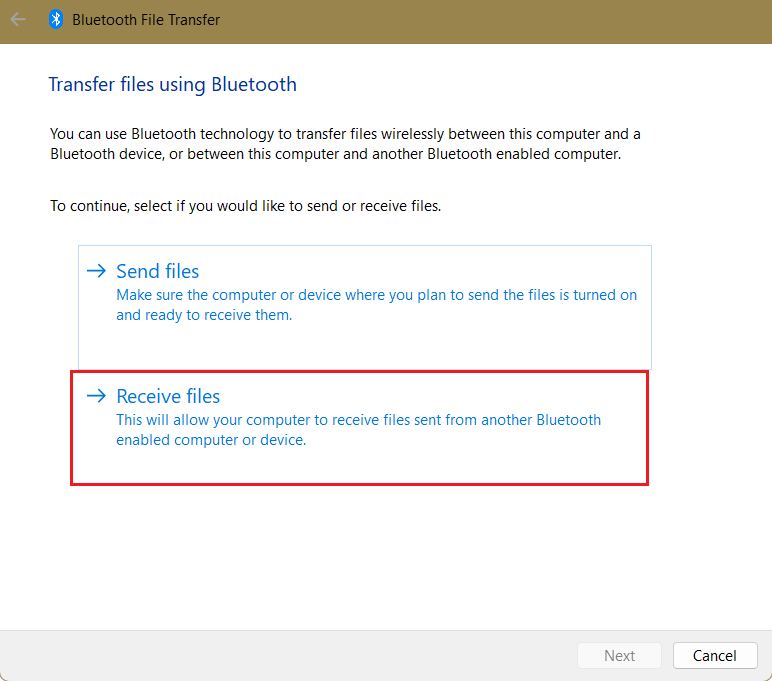 Bluetooth File Transfer
Transfer files using Bluetooth
You can use Bluetooth technology to transfer files wirelessly between this computer and a
Bluetooth device, or between this computer and another Bluetooth enabled computer.
To continue, select if you would like to send or receive files.
Send files
Make sure the computer or device where you plan to send the files is turned on
and ready to receive them.
Receive files
This will allow your computer to receive files sent from another Bluetooth
enabled computer or device.
Next
Cancel